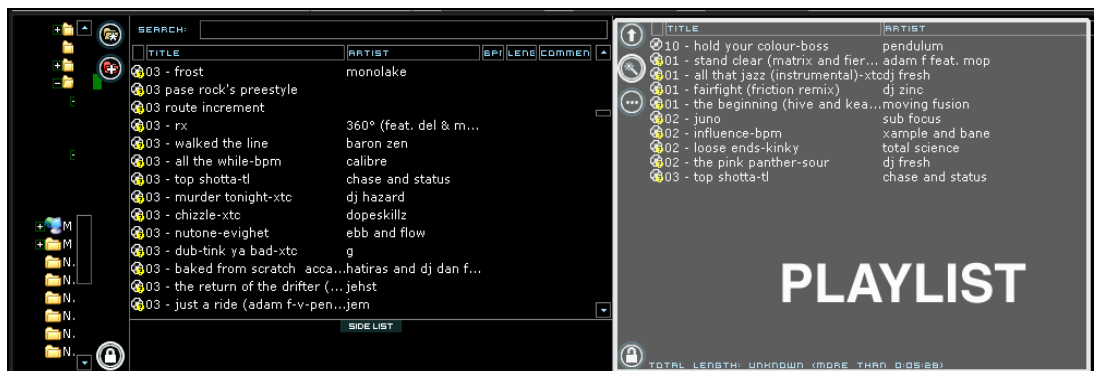 SEARCH:
TITLE ARTIST BPM LENG COMMEN
03 - frost monolake
03 pase rock's preestyle
03 route increment
03 - rx 360° (feat. del & m...
03 - walked the line baron zen
03 - all the while-bpm calibre
03 - top shotta-tl chase and status
03 - murder tonight-xtc dj hazard
03 - chizzle-xtc dopeskillz
03 - nutone-evighet ebb and flow
03 - dub-tink ya bad-xtc g
03 - baked from scratch acca...hatiras and dj dan f...
03 - the return of the drifter (... jehst
03 - just a ride (adam f-v-pen...jem
SIDE LIST
M
M
N.
N.
N.
N.
N.
N.
TITLE ARTIST
10 - hold your colour-boss pendulum
01 - stand clear (matrix and fier... adam f feat. mop
01 - all that jazz (instrumental)-xtcdj fresh
01 - fairfight (friction remix) dj zinc
01 - the beginning (hive and kea...moving fusion
02 - juno sub focus
02 - influence-bpm xample and bane
02 - loose ends-kinky total science
02 - the pink panther-sour dj fresh
03 - top shotta-tl chase and status
PLAYLIST
TOTAL LENGTH: UNKNOWN (MORE THAN 0:05:28)